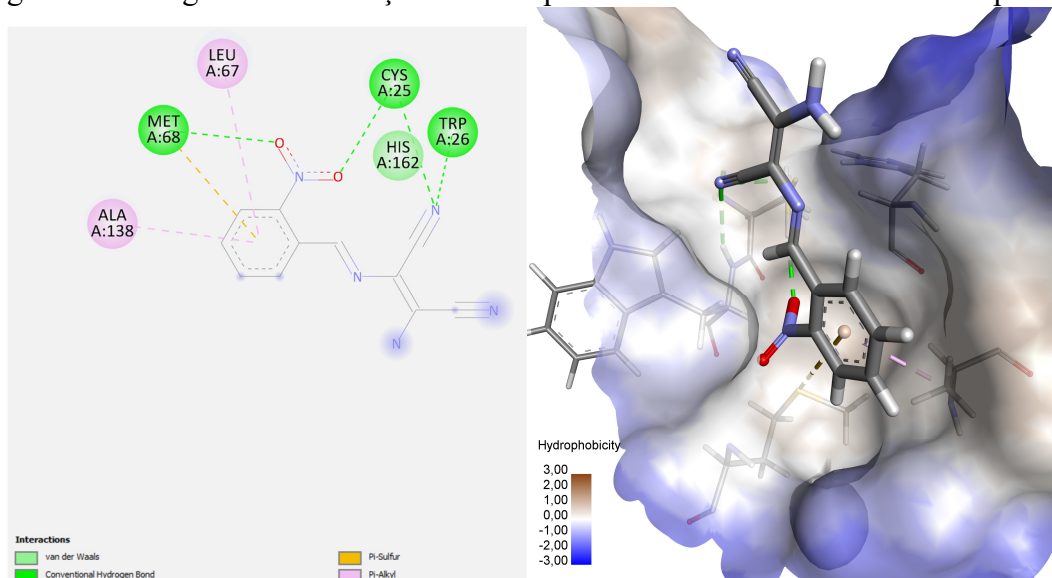 LEU
A:67
CYS
A:25
MET
A:68
TRP
A:26
HIS
A:162
O
N
O
ALA
A:138
N
N
N
N
Hydrophobicity
3,00
2,00
1,00
0,00
-1,00
-2,00
-3,00
Interactions
van der Waals
Conventional Hydrogen Bond
Pi-Sulfur
Pi-Alkyl